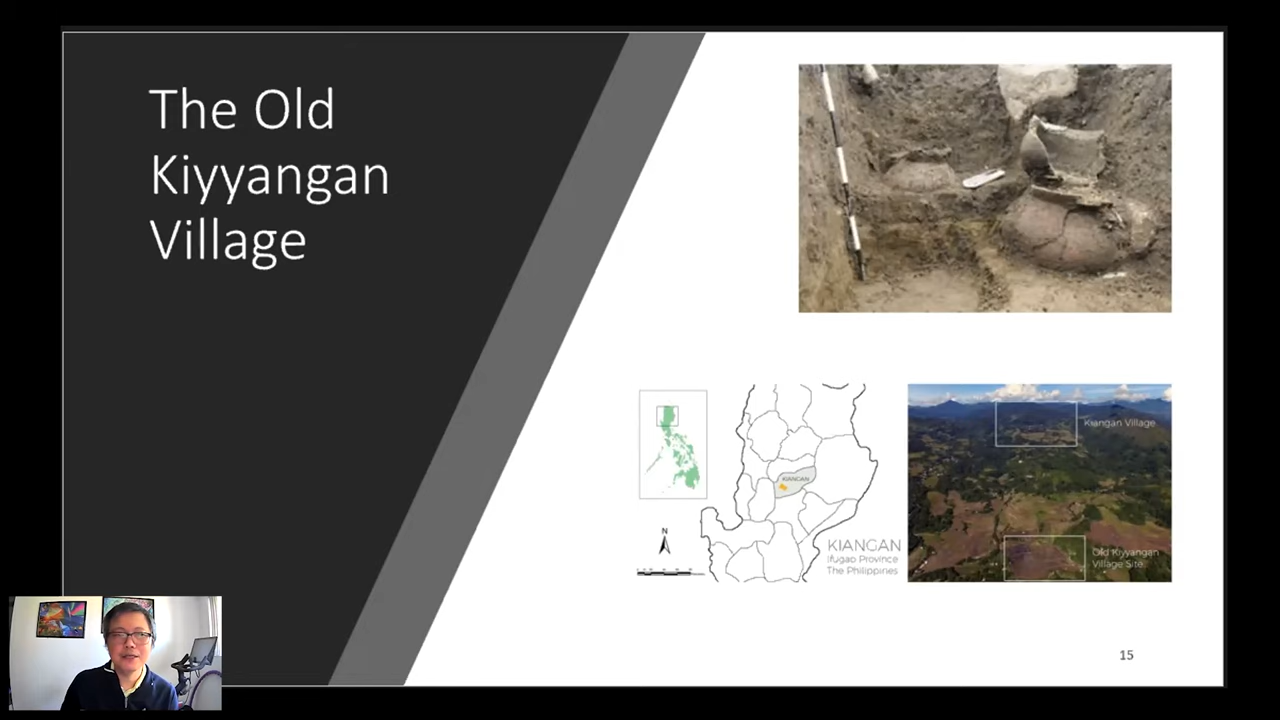 The Old
Kiyyangan
Village
KIANGAN
N
KIANGAN
Ifugao Province
The Philippines
Kiangan Village
Old Kiyyangan
Village Site
15